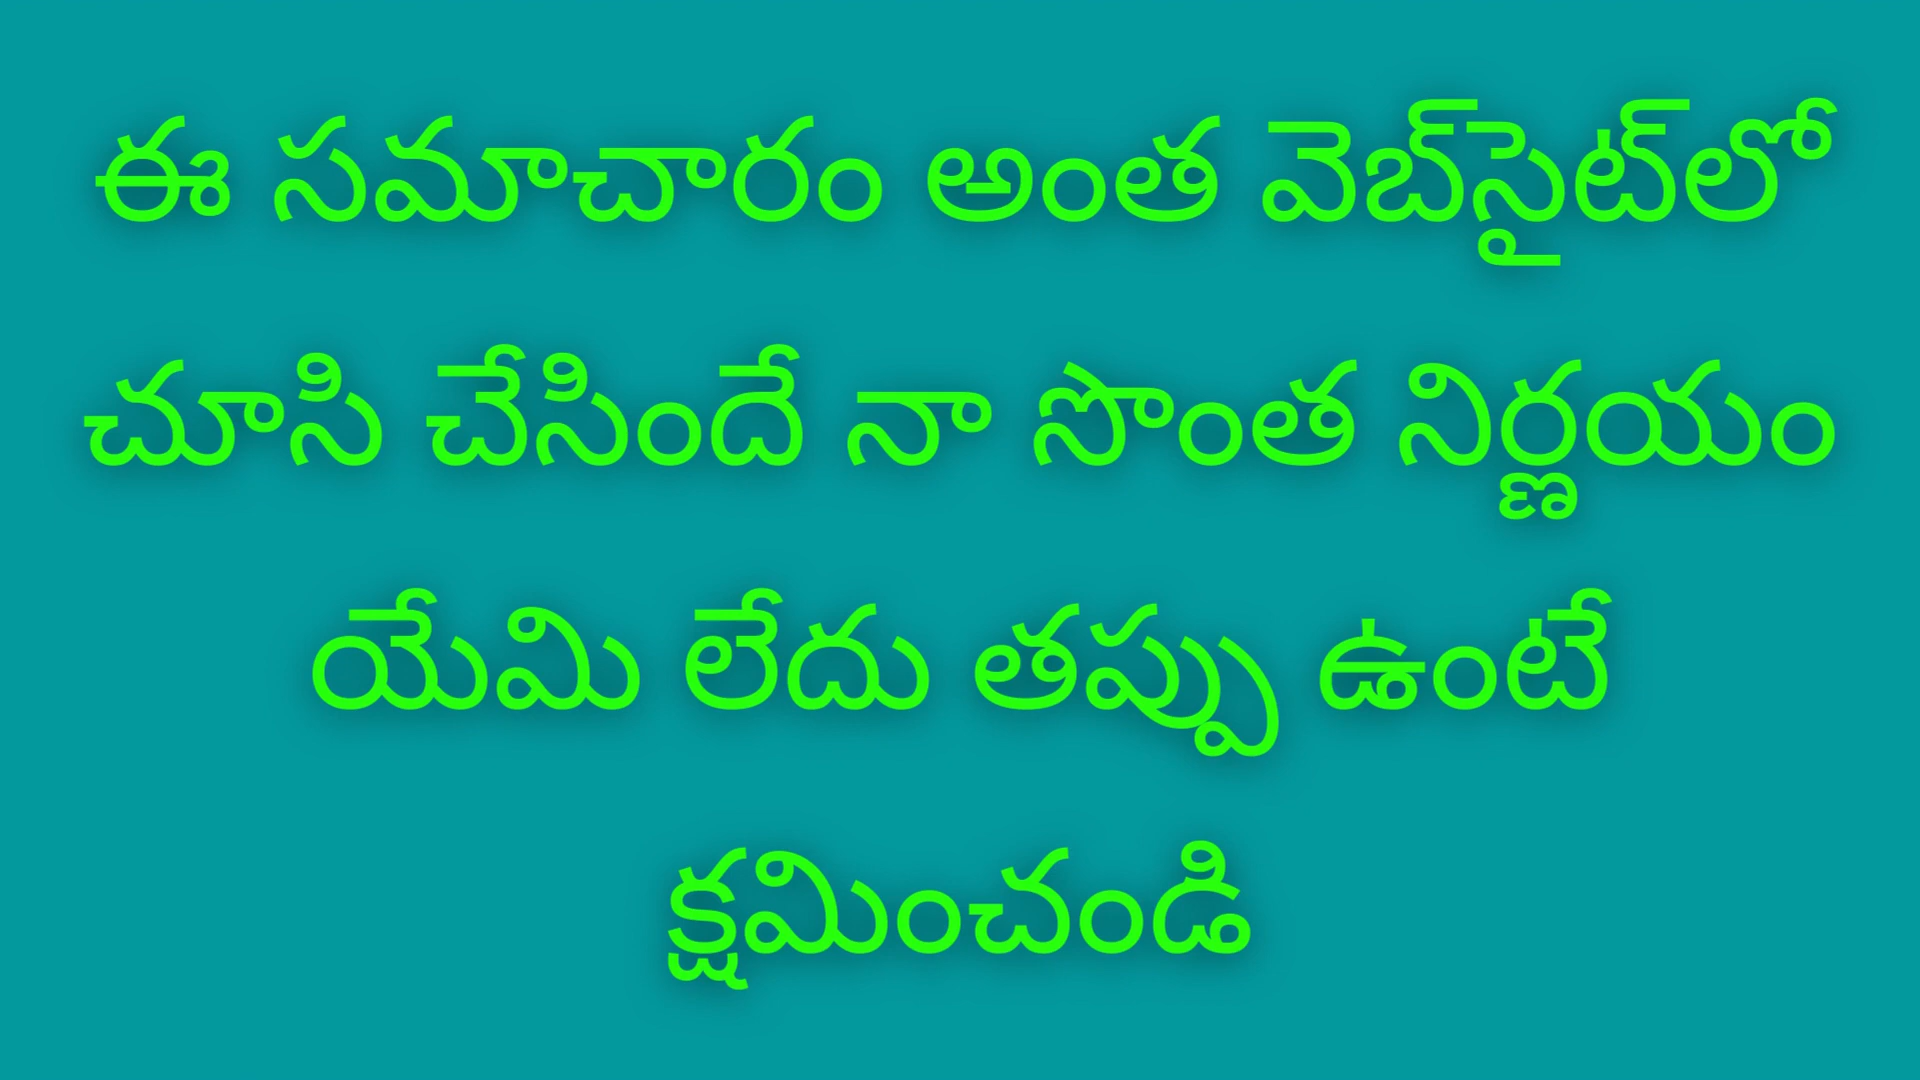 ఈ సమాచారం అంత వెబ్‌సైట్‌లో
చూసి చేసిందే నా సొంత నిర్ణయం
యేమి లేదు తప్పు ఉంటే
క్షమించండి